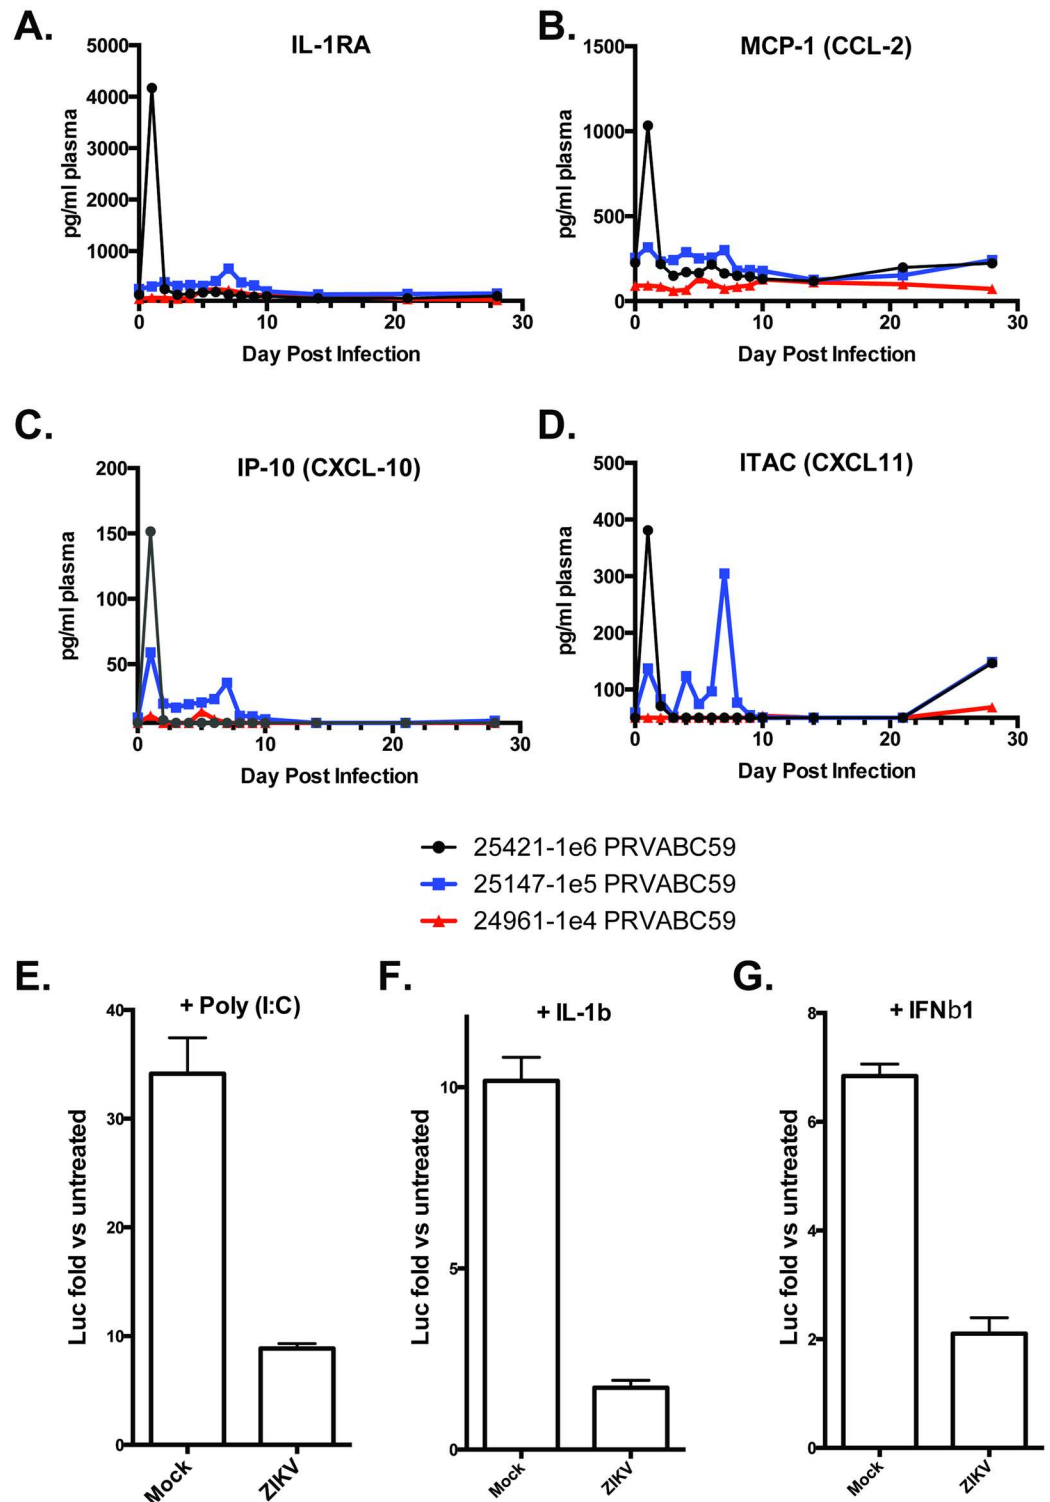 A.
IL-1RA
5000
4000
3000
2000
1000
pg/ml plasma
0 10 20 30
Day Post Infection
B.
MCP-1 (CCL-2)
1500
1000
500
0
pg/ml plasma
0 10 20 30
Day Post Infection
C.
IP-10 (CXCL-10)
200
150
100
50
pg/ml plasma
0 10 20 30
Day Post Infection
D.
ITAC (CXCL11)
500
400
300
200
100
pg/ml plasma
0 10 20 30
Day Post Infection
25421-1e6 PRVABC59
25147-1e5 PRVABC59
24961-1e4 PRVABC59
E.
+ Poly (I:C)
40
30
20
10
0
Luc fold vs untreated
Mock ZIKV
F.
+ IL-1b
10
5
0
Luc fold vs untreated
Mock ZIKV
G.
+ IFNb1
8
6
4
2
0
Luc fold vs untreated
Mock ZIKV